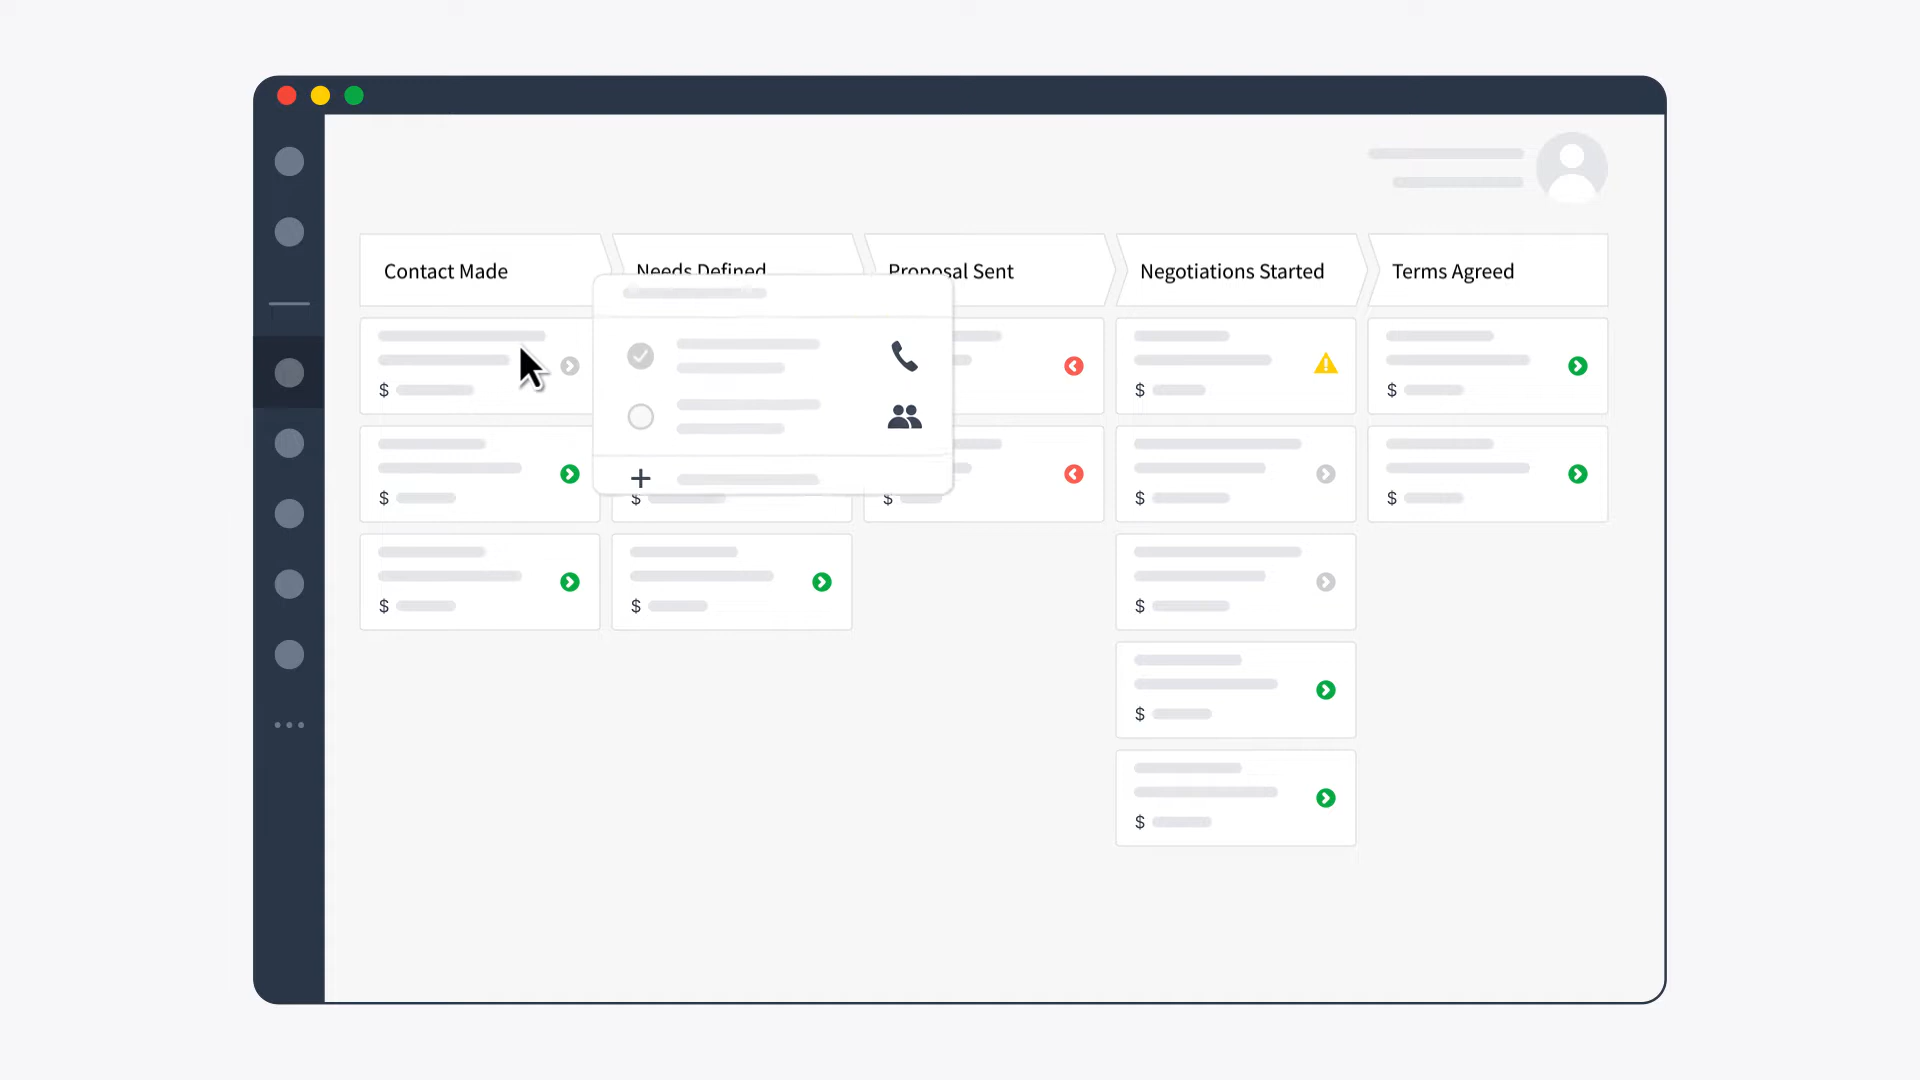 Contact Made
Needs Defined
Proposal Sent
Negotiations Started
Terms Agreed
$
$
$
$
$
$
$
$
$
$
$
$
$